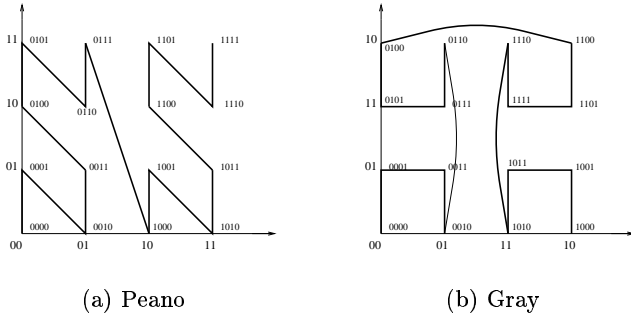 11 0101 0111 1101 1111
10 0100 0110 1100 1110
01 0001 0011 1001 1011
0000 0010 1000 1010
00 01 10 11
(a) Peano
10 0100 0110 1110 1100
11 0101 0111 1111 1101
01 0001 0011 1011 1001
0000 0010 1010 1000
00 01 11 10
(b) Gray